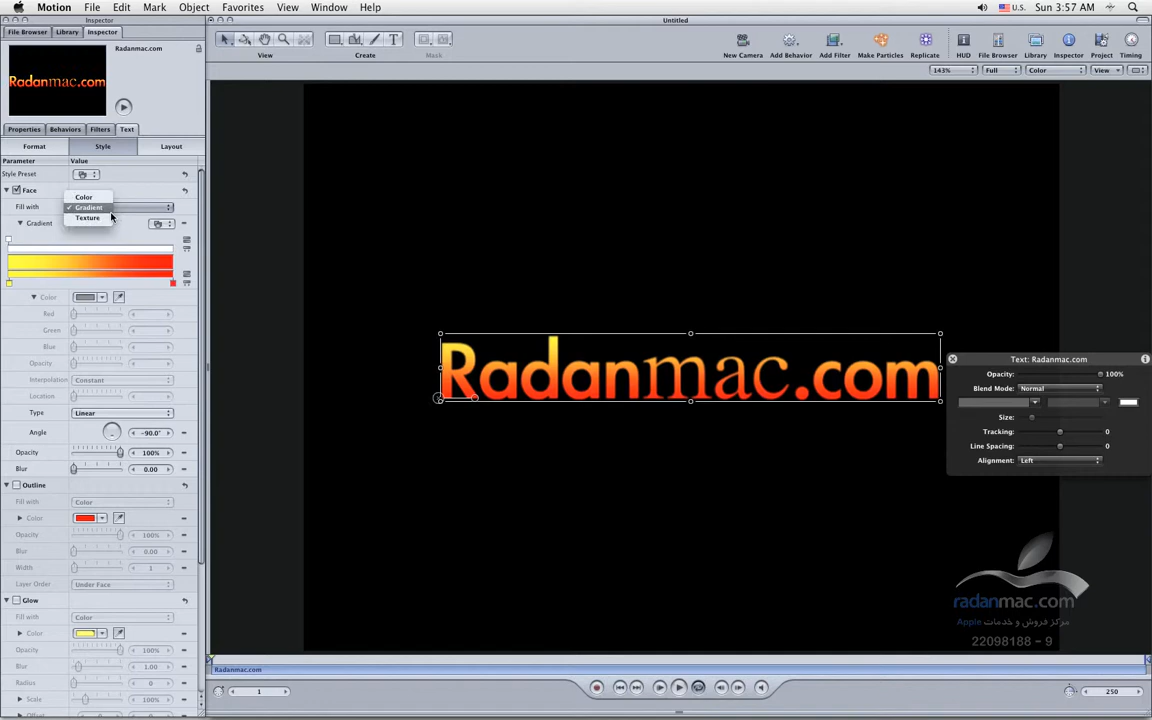 Motion File Edit Mark Object Favorites View Window Help
U.S. Sun 3:57 AM
Inspector
Untitled
File Browser Library Inspector
Radanmac.com
Radanmac.com
View Create Mask New Camera Add Behavior Add Filter Make Particles Replicate HUD File Browser Library Inspector Project Timing
143% Full Color View
Properties Behaviors Filters Text
Format Style Layout
Parameter Value
Style Preset
Face
Color
Fill with Gradient
Texture
Gradient
Color
Red
Green
Blue
Opacity
Interpolation Constant
Location
Type Linear
Angle -90.0°
Opacity 100%
Blur 0.00
Outline
Fill with Color
Color
Opacity 100%
Blur 0.00
Width 1
Layer Order Under Face
Glow
Fill with Color
Color
Opacity 100%
Blur 1.00
Radius 0
Scale 100%
Offset
Radanmac.com
Text: Radanmac.com
Opacity: 100%
Blend Mode: Normal
Size:
Tracking: 0
Line Spacing: 0
Alignment: Left
radanmac.com
مرکز فروش و خدمات Apple
22098188 - 9
Radanmac.com
1
250